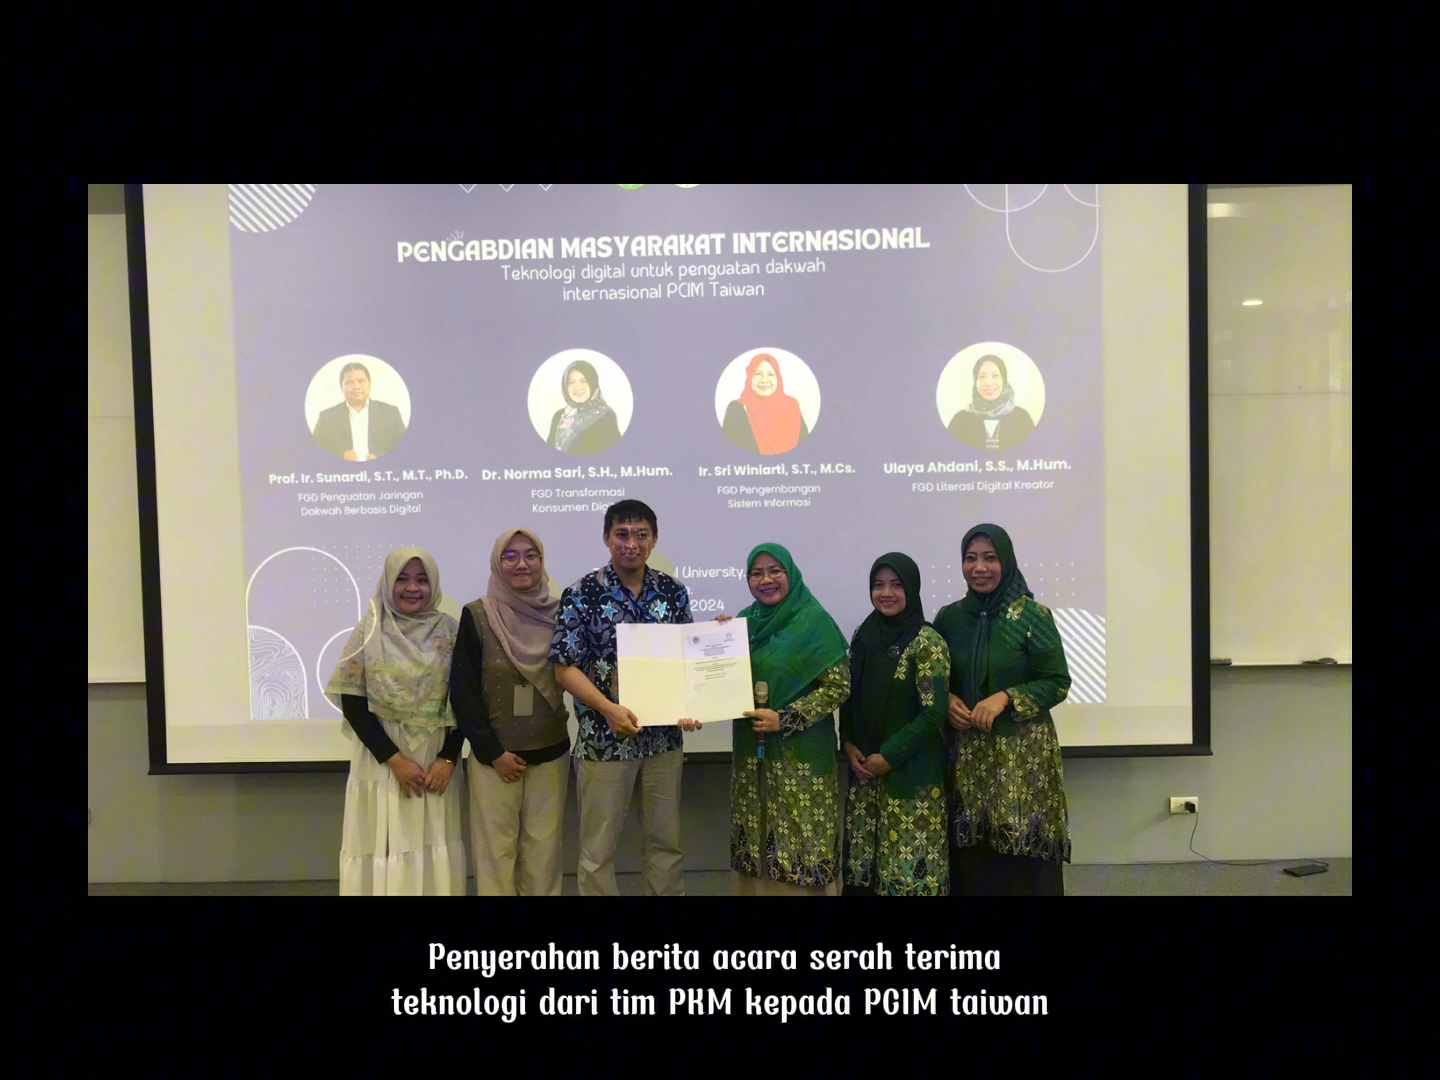 PENGABDIAN MASYARAKAT INTERNASIONAL
Teknologi digital untuk penguatan dakwah
internasional PCIM Taiwan
Prof. Ir. Sunardi, S.T., M.T., Ph.D.
FGD Penguatan Jaringan
Dakwah Berbasis Digital
Dr. Norma Sari, S.H., M.Hum.
FGD Transformasi
Konsumen
Ir. Sri Winiarti, S.T., M.Cs.
FGD Pengembangan
Sistem Informasi
Ulaya Ahdani, S.S., M.Hum.
FGD Literasi Digital Kreator
University,
2024
Penyerahan berita acara serah terima
teknologi dari tim PKM kepada PCIM taiwan